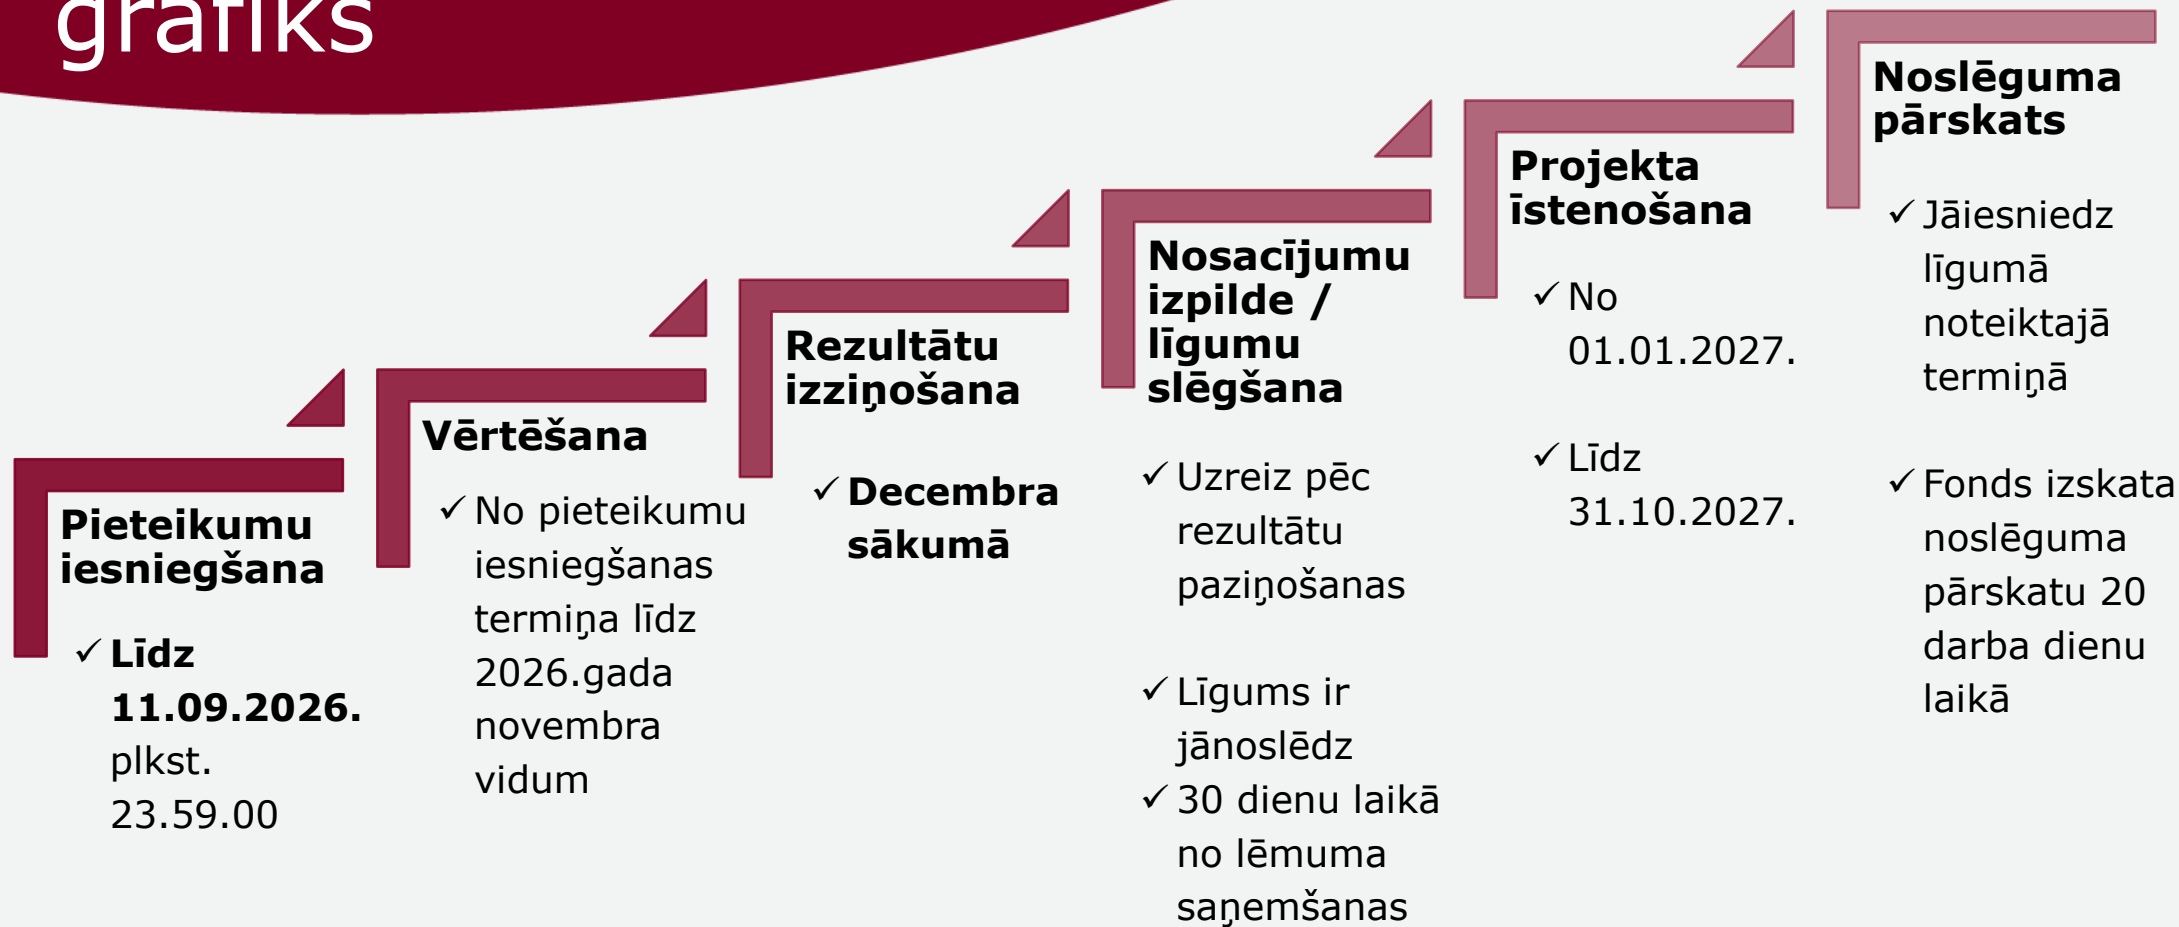 grafiks
Pieteikumu
iesniegšana
✓ Līdz
11.09.2026.
plkst.
23.59.00
Vērtēšana
✓ No pieteikumu
iesniegšanas
termiņa līdz
2026.gada
novembra
vidum
Rezultātu
izziņošana
✓ Decembra
sākumā
Nosacījumu
izpilde /
līgumu
slēgšana
✓ Uzreiz pēc
rezultātu
paziņošanas
✓ Līgums ir
jānoslēdz
✓ 30 dienu laikā
no lēmuma
saņemšanas
Projekta
īstenošana
✓ No
01.01.2027.
✓ Līdz
31.10.2027.
Noslēguma
pārskats
✓ Jāiesniedz
līgumā
noteiktajā
termiņā
✓ Fonds izskata
noslēguma
pārskatu 20
darba dienu
laikā